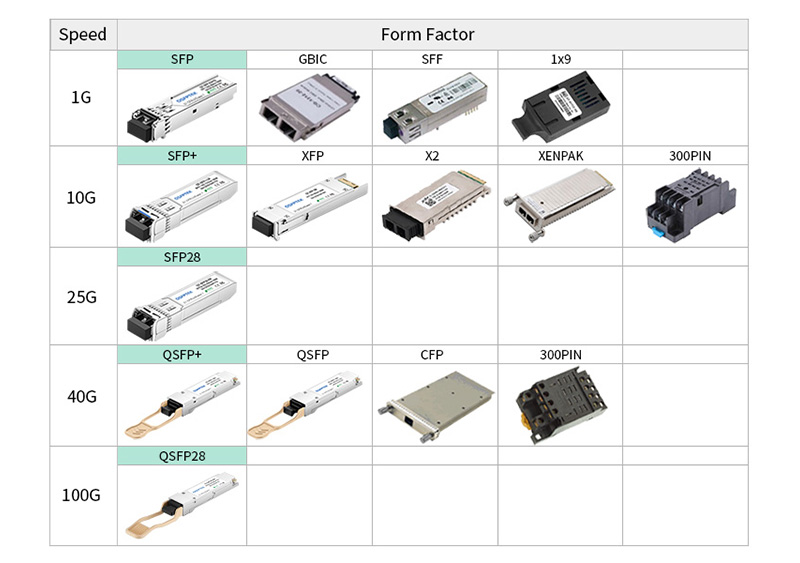 Speed Form Factor
SFP GBIC SFF 1x9
1G
SFP+ XFP X2 XENPAK 300PIN
10G
SFP28
25G
QSFP+ QSFP CFP 300PIN
40G
QSFP28
100G